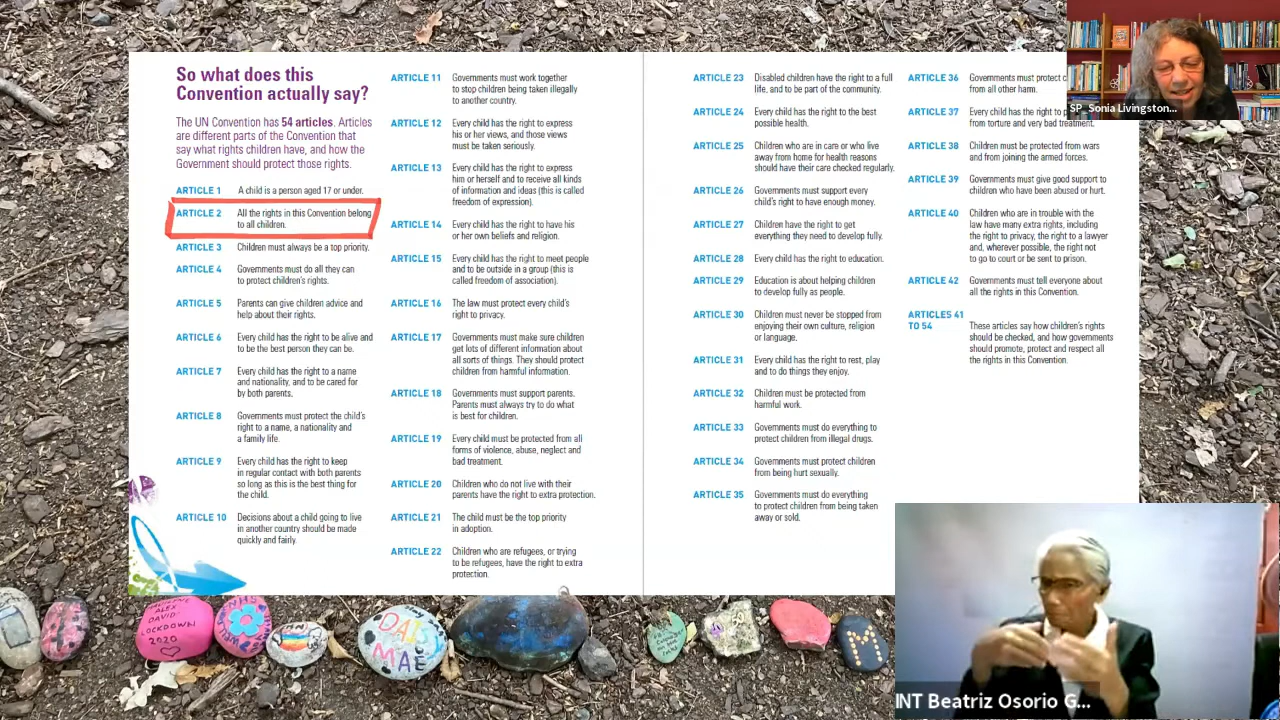 So what does this
Convention actually say?
The UN Convention has 54 articles. Articles
are different parts of the Convention that
say what rights children have, and how the
Government should protect those rights.
ARTICLE 1 A child is a person aged 17 or under.
ARTICLE 2 All the rights in this Convention belong
to all children.
ARTICLE 3 Children must always be a top priority.
ARTICLE 4 Governments must do all they can
to protect children's rights.
ARTICLE 5 Parents can give children advice and
help about their rights.
ARTICLE 6 Every child has the right to be alive and
to be the best person they can be.
ARTICLE 7 Every child has the right to a name
and nationality, and to be cared for
by both parents.
ARTICLE 8 Governments must protect the child's
right to a name, a nationality and
a family life.
ARTICLE 9 Every child has the right to keep
in regular contact with both parents
so long as this is the best thing for
the child.
ARTICLE 10 Decisions about a child going to live
in another country should be made
quickly and fairly.
ARTICLE 11 Governments must work together
to stop children being taken illegally
to another country.
ARTICLE 12 Every child has the right to express
his or her views, and those views
must be taken seriously.
ARTICLE 13 Every child has the right to express
him or herself and to receive all kinds
of information and ideas (this is called
freedom of expression).
ARTICLE 14 Every child has the right to have his
or her own beliefs and religion.
ARTICLE 15 Every child has the right to meet people
and to be outside in a group (this is
called freedom of association).
ARTICLE 16 The law must protect every child's
right to privacy.
ARTICLE 17 Governments must make sure children
get lots of different information about
all sorts of things. They should protect
children from harmful information.
ARTICLE 18 Governments must support parents.
Parents must always try to do what
is best for children.
ARTICLE 19 Every child must be protected from all
forms of violence, abuse, neglect and
bad treatment.
ARTICLE 20 Children who do not live with their
parents have the right to extra protection.
ARTICLE 21 The child must be the top priority
in adoption.
ARTICLE 22 Children who are refugees, or trying
to be refugees, have the right to extra
protection.
ARTICLE 23 Disabled children have the right to a full
life, and to be part of the community.
ARTICLE 24 Every child has the right to the best
possible health.
ARTICLE 25 Children who are in care or who live
away from home for health reasons
should have their care checked regularly.
ARTICLE 26 Governments must support every
child's right to have enough money.
ARTICLE 27 Children have the right to get
everything they need to develop fully.
ARTICLE 28 Every child has the right to education.
ARTICLE 29 Education is about helping children
to develop fully as people.
ARTICLE 30 Children must never be stopped from
enjoying their own culture, religion
or language.
ARTICLE 31 Every child has the right to rest, play
and to do things they enjoy.
ARTICLE 32 Children must be protected from
harmful work.
ARTICLE 33 Governments must do everything to
protect children from illegal drugs.
ARTICLE 34 Governments must protect children
from being hurt sexually.
ARTICLE 35 Governments must do everything
to protect children from being taken
away or sold.
ARTICLE 36 Governments must protect
from all other harm.
ARTICLE 37 Every child has the right to
from torture and very bad treatment.
ARTICLE 38 Children must be protected from wars
and from joining the armed forces.
ARTICLE 39 Governments must give good support to
children who have been abused or hurt.
ARTICLE 40 Children who are in trouble with the
law have many extra rights, including
the right to privacy, the right to a lawyer
and, wherever possible, the right not
to go to court or be sent to prison.
ARTICLE 42 Governments must tell everyone about
all the rights in this Convention.
ARTICLES 41
TO 54 These articles say how children's rights
should be checked, and how governments
should promote, protect and respect all
the rights in this Convention.
SP_Sonia Livingston...
INT Beatriz Osorio G...
ALEX
DAVID
LOCKDOWN
2020
NHS
DAIS
MAE
M